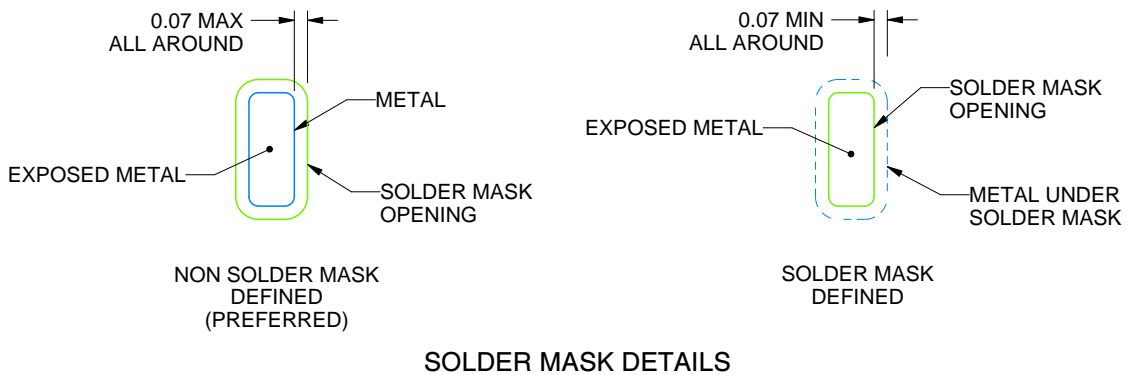 0.07 MAX
ALL AROUND
METAL
EXPOSED METAL
SOLDER MASK
OPENING
NON SOLDER MASK
DEFINED
(PREFERRED)
0.07 MIN
ALL AROUND
SOLDER MASK
OPENING
EXPOSED METAL
METAL UNDER
SOLDER MASK
SOLDER MASK
DEFINED
SOLDER MASK DETAILS